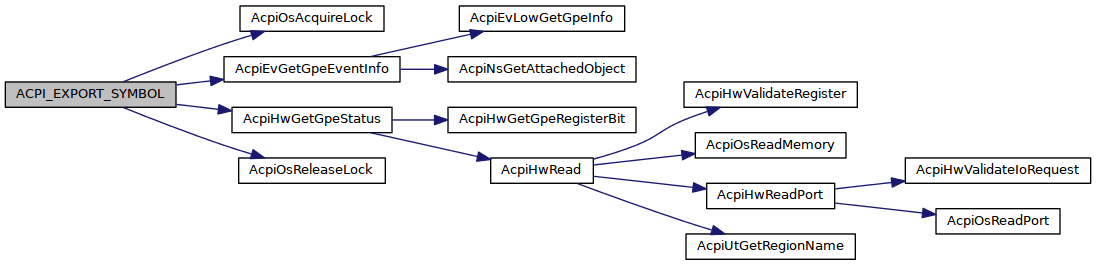 AcpiOsAcquireLock
AcpiEvLowGetGpeInfo
AcpiEvGetGpeEventInfo
AcpiNsGetAttachedObject
ACPI_EXPORT_SYMBOL
AcpiHwValidateRegister
AcpiHwGetGpeStatus
AcpiHwGetGpeRegisterBit
AcpiOsReadMemory
AcpiOsReleaseLock
AcpiHwRead
AcpiHwValidateIoRequest
AcpiHwReadPort
AcpiOsReadPort
AcpiUtGetRegionName